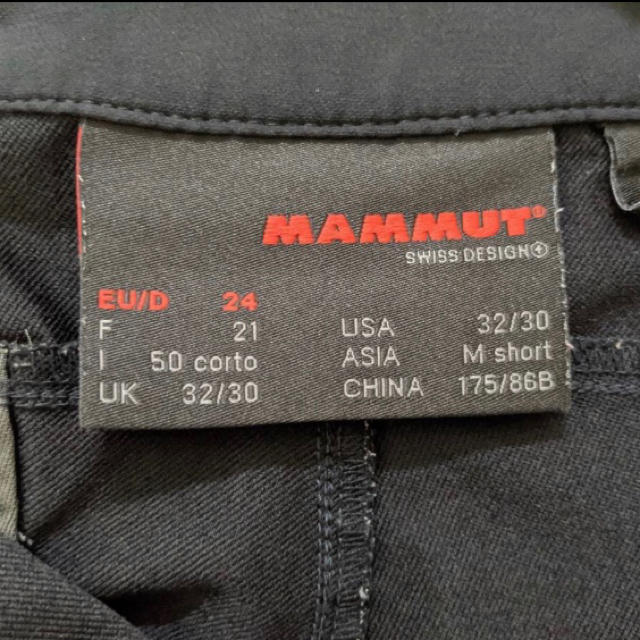 MAMMUT®
SWISS DESIGN
EU/D 24
F 21 USA 32/30
I 50 corto ASIA M short
UK 32/30 CHINA 175/86B